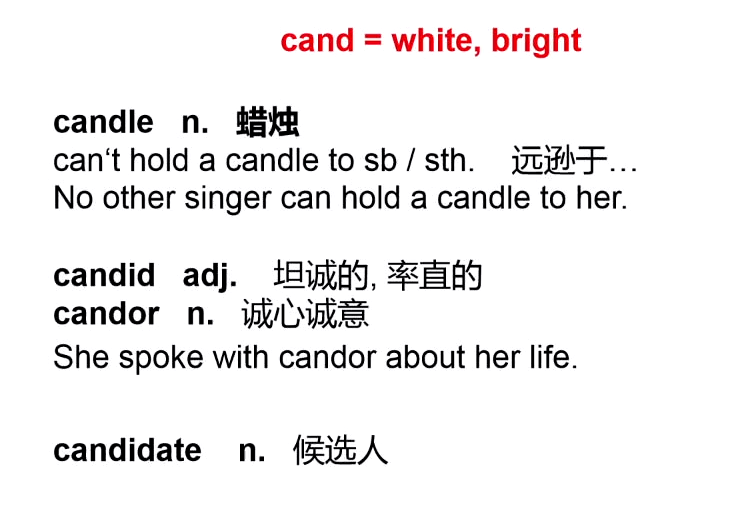 cand = white, bright
candle n. 蜡烛
can‘t hold a candle to sb / sth. 远逊于…
No other singer can hold a candle to her.
candid adj. 坦诚的, 率直的
candor n. 诚心诚意
She spoke with candor about her life.
candidate n. 候选人